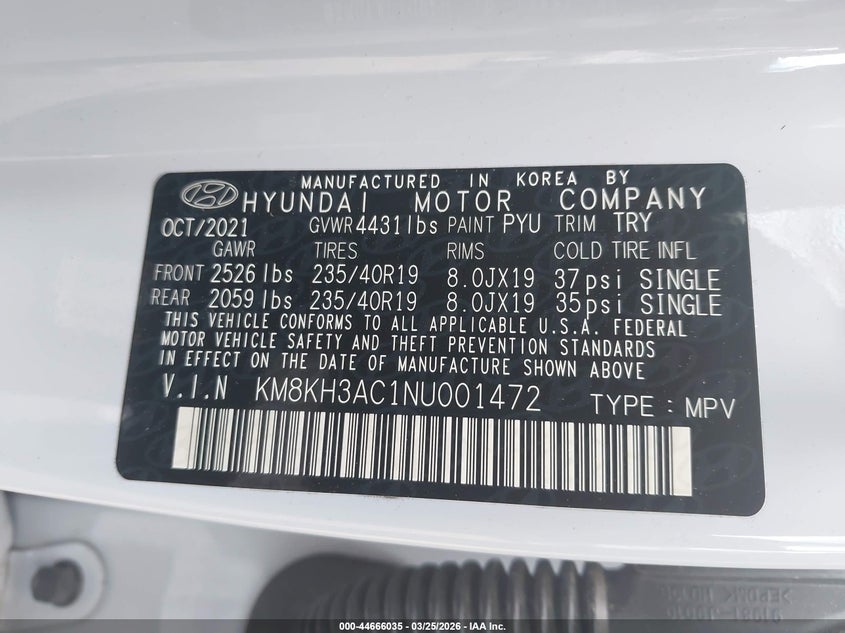 MANUFACTURED IN KOREA BY
HYUNDAI MOTOR COMPANY
OCT/2021 GVWR 4431lbs PAINT PYU TRIM TRY
GAWR TIRES RIMS COLD TIRE INFL
FRONT 2526lbs 235/40R19 8.0JX19 37psi SINGLE
REAR 2059lbs 235/40R19 8.0JX19 35psi SINGLE
THIS VEHICLE CONFORMS TO ALL APPLICABLE U.S.A. FEDERAL
MOTOR VEHICLE SAFETY AND THEFT PREVENTION STANDARDS
IN EFFECT ON THE DATE OF MANUFACTURE SHOWN ABOVE
V.I.N KM8KH3AC1NU001472 TYPE : MPV
000-44666035 - 03/25/2026 - IAA Inc.